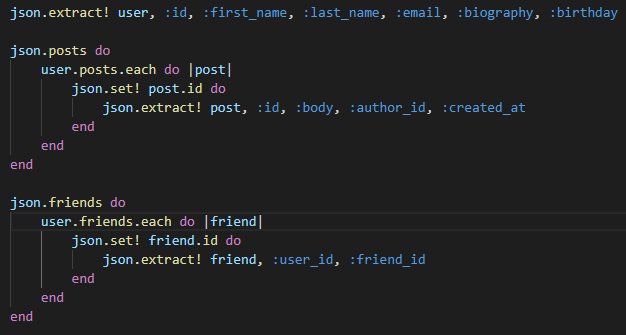 json.extract! user, :id, :first_name, :last_name, :email, :biography, :birthday

json.posts do
    user.posts.each do |post|
        json.set! post.id do
            json.extract! post, :id, :body, :author_id, :created_at
        end
    end
end

json.friends do
    user.friends.each do |friend|
        json.set! friend.id do
            json.extract! friend, :user_id, :friend_id
        end
    end
end